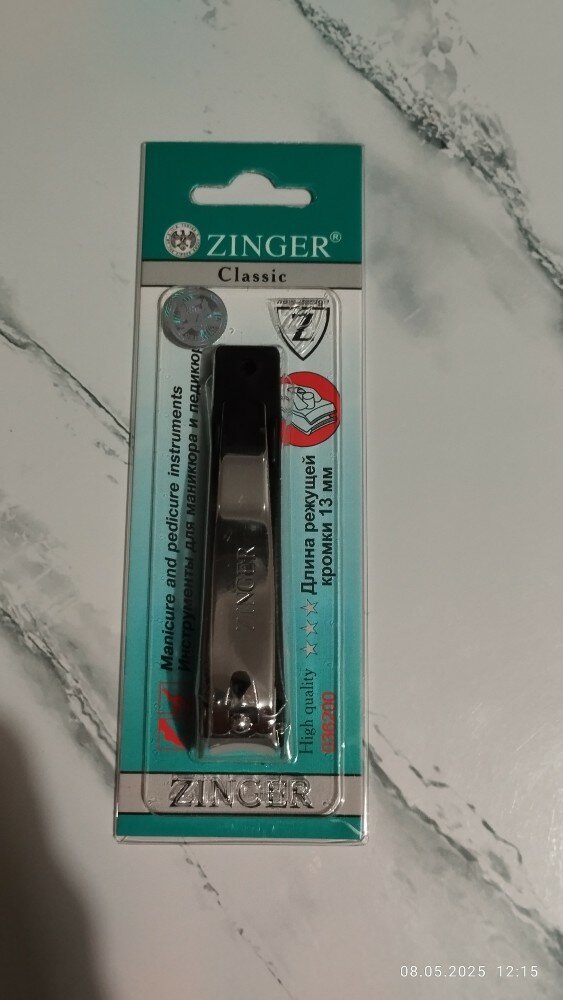 ZINGER®
Classic
Z
Manicure and pedicure instruments
Инструменты для маникюра и педикюра
ZINGER
Длина режущей
кромки 13 мм
High quality
036200
ZINGER
08.05.2025 12:15